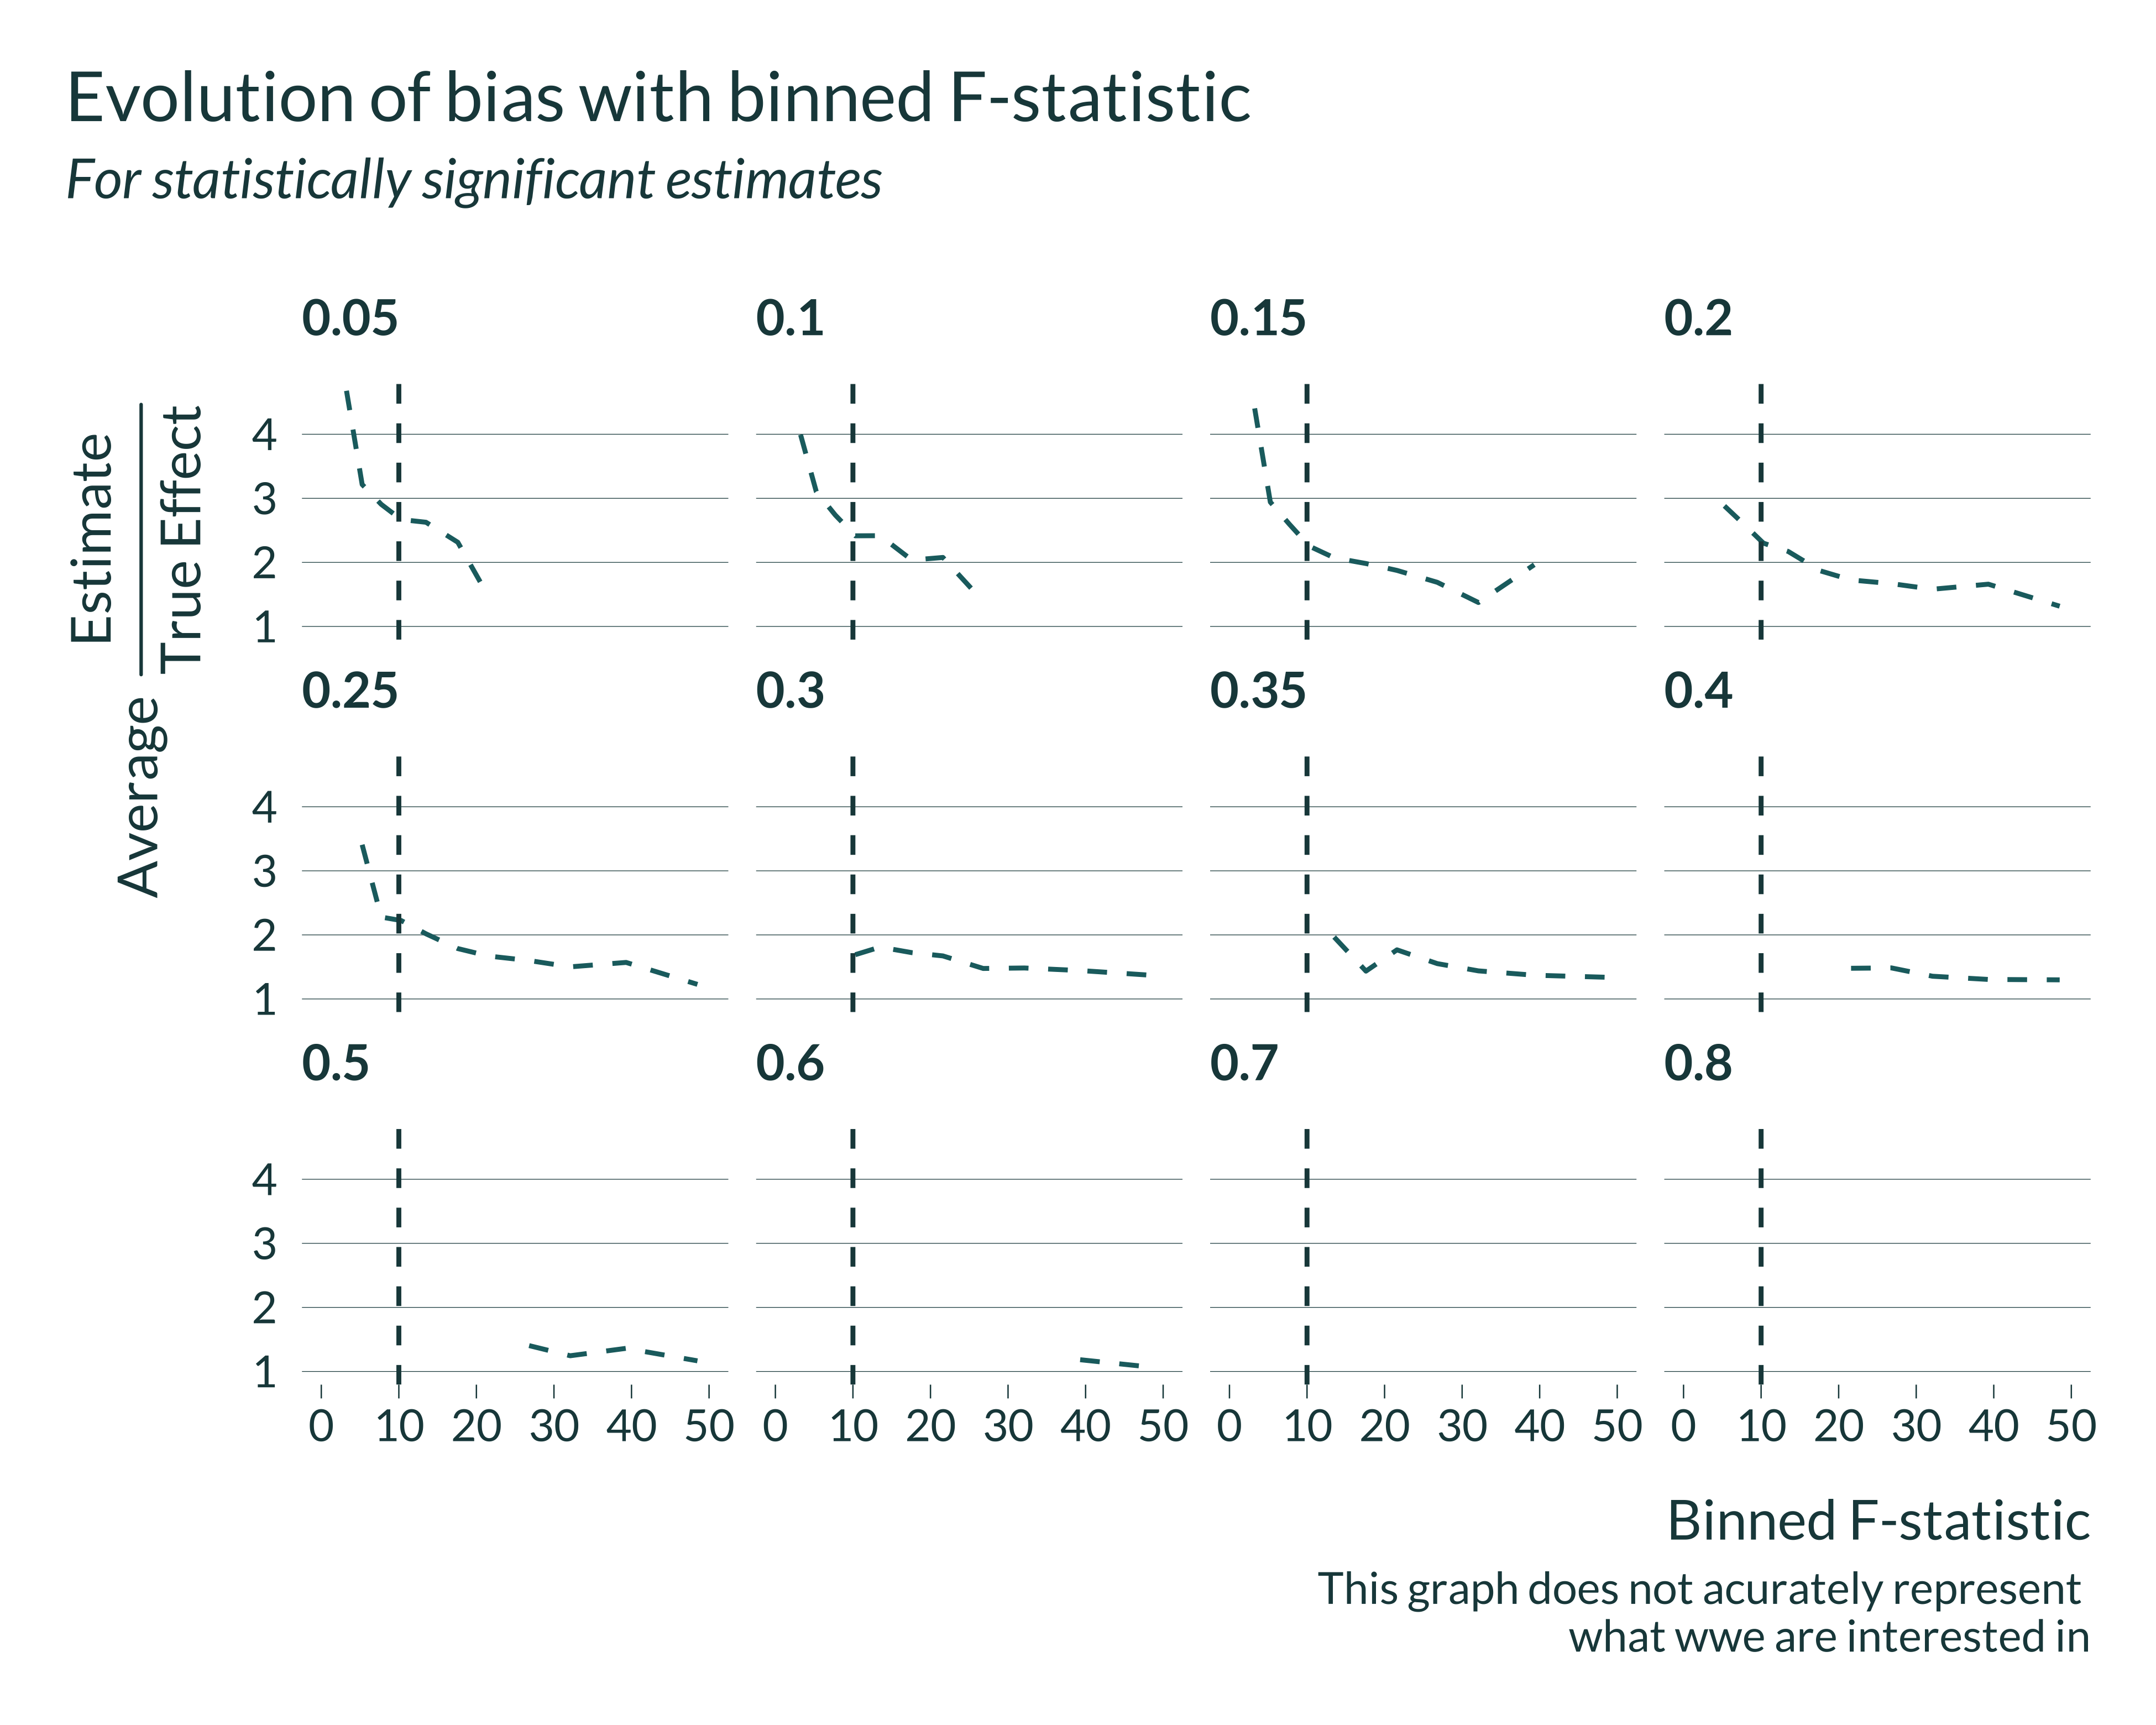 Evolution of bias with binned F-statistic
For statistically significant estimates
Average Estimate
True Effect
0.05 0.1 0.15 0.2
4
3
2
1
0.25 0.3 0.35 0.4
4
3
2
1
0.5 0.6 0.7 0.8
4
3
2
1
0 10 20 30 40 50 0 10 20 30 40 50 0 10 20 30 40 50 0 10 20 30 40 50
Binned F-statistic
This graph does not acurately represent
what wwe are interested in